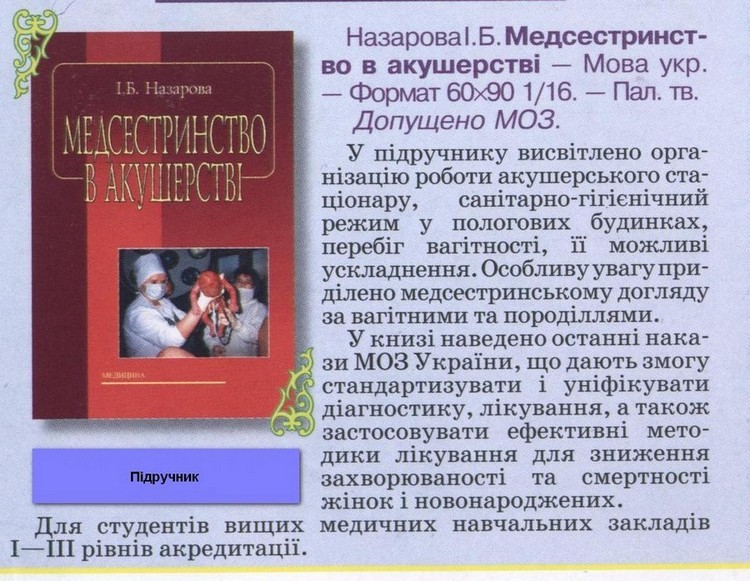 І.Б. Назарова
МЕДСЕСТРИНСТВО
В АКУШЕРСТВІ
МЕДИЦИНА
Підручник
Назарова І.Б. Медсестринст-
во в акушерстві — Мова укр.
— Формат 60×90 1/16. — Пал. тв.
Допущено МОЗ.
У підручнику висвітлено орга-
нізацію роботи акушерського ста-
ціонару, санітарно-гігієнічний
режим у пологових будинках,
перебіг вагітності, її можливі
ускладнення. Особливу увагу при-
ділено медсестринському догляду
за вагітними та породіллями.
У книзі наведено останні нака-
зи МОЗ України, що дають змогу
стандартизувати і уніфікувати
діагностику, лікування, а також
застосовувати ефективні мето-
дики лікування для зниження
захворюваності та смертності
жінок і новонароджених.
Для студентів вищих медичних навчальних закладів
І—ІІІ рівнів акредитації.